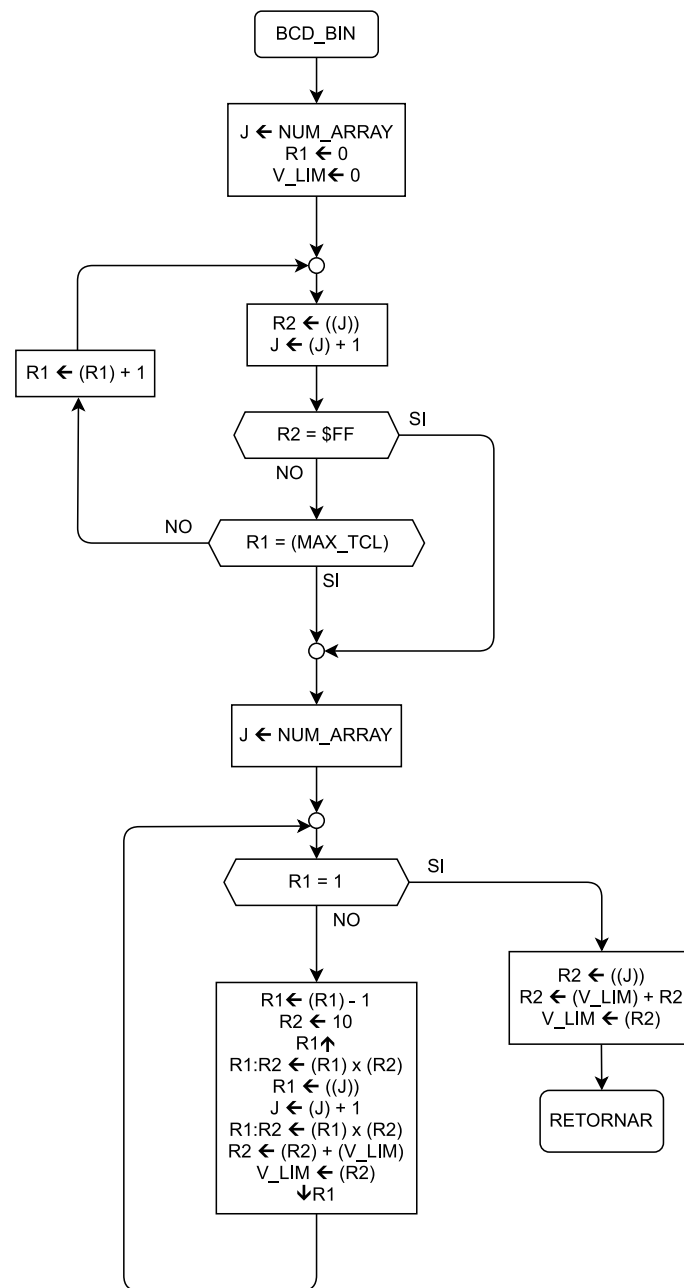 BCD_BIN
J 🡨 NUM_ARRAY
R1 🡨 0
V_LIM🡨 0
R2 🡨 ((J))
J 🡨 (J) + 1
R1 🡨 (R1) + 1
R2 = $FF
SI
NO
R1 = (MAX_TCL)
NO
SI
J 🡨 NUM_ARRAY
R1 = 1
SI
NO
R1🡨 (R1) - 1
R2 🡨 10
R1🡩
R1:R2 🡨 (R1) x (R2)
R1 🡨 ((J))
J 🡨 (J) + 1
R1:R2 🡨 (R1) x (R2)
R2 🡨 (R2) + (V_LIM)
V_LIM 🡨 (R2)
🡫R1
R2 🡨 ((J))
R2 🡨 (V_LIM) + R2
V_LIM 🡨 (R2)
RETORNAR